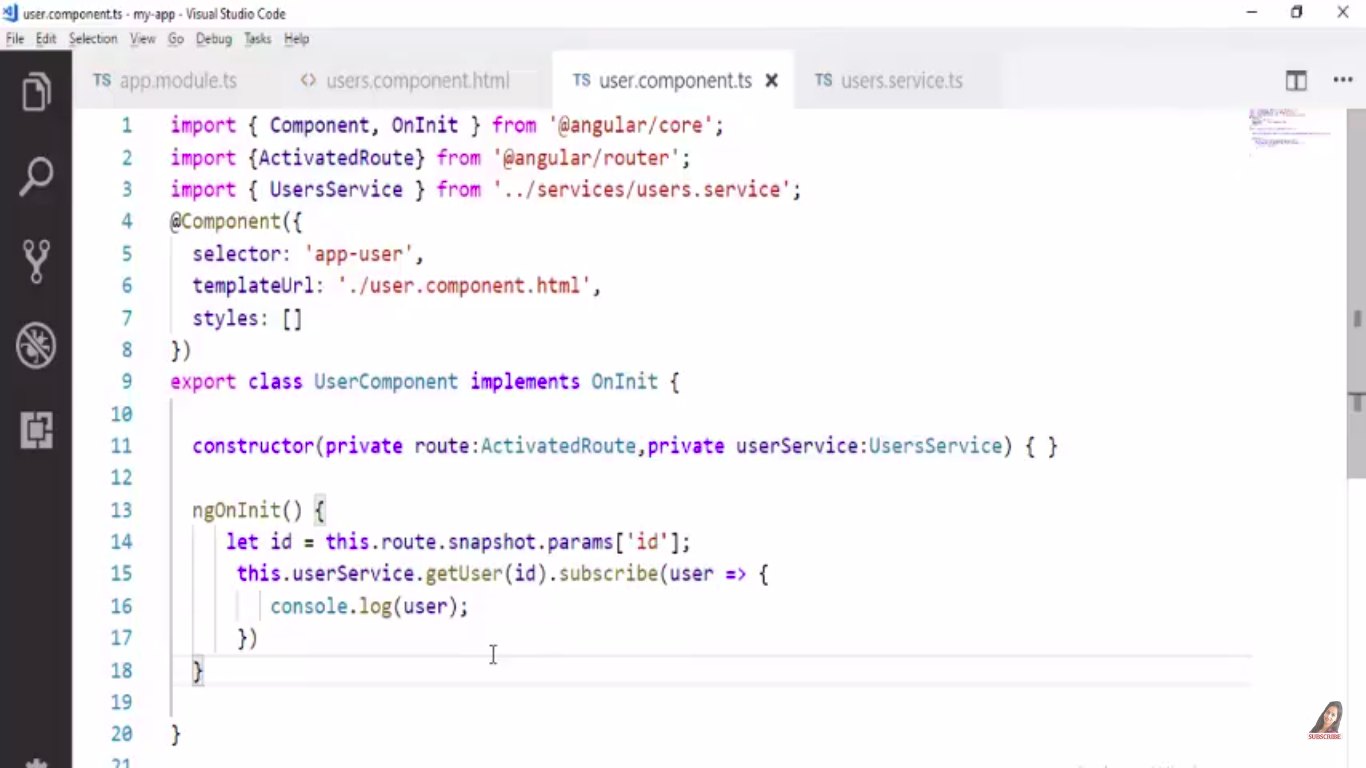 user.component.ts - my-app - Visual Studio Code
File Edit Selection View Go Debug Tasks Help
TS app.module.ts <> users.component.html TS user.component.ts TS users.service.ts
1 import { Component, OnInit } from '@angular/core';
2 import {ActivatedRoute} from '@angular/router';
3 import { UsersService } from '../services/users.service';
4 @Component({
5 selector: 'app-user',
6 templateUrl: './user.component.html',
7 styles: []
8 })
9 export class UserComponent implements OnInit {
10
11 constructor(private route:ActivatedRoute,private userService:UsersService) { }
12
13 ngOnInit() {
14 let id = this.route.snapshot.params['id'];
15 this.userService.getUser(id).subscribe(user => {
16 console.log(user);
17 })
18 }
19
20 }
21
SUBSCRIBE